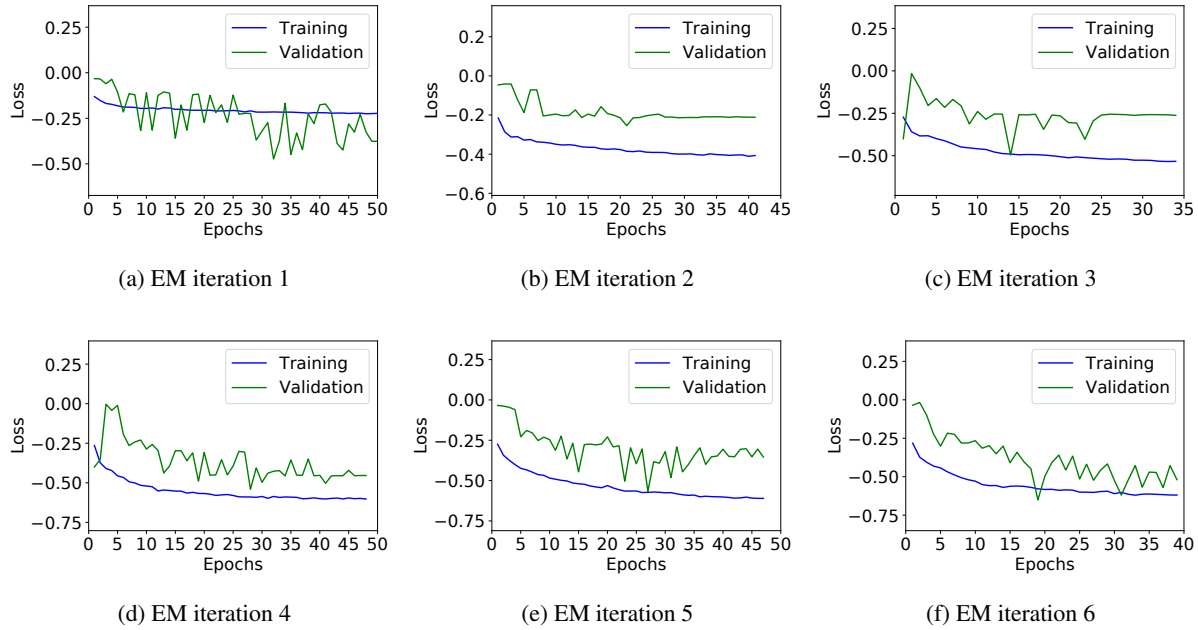 0.25
0.00
−0.25
−0.50
Loss
Training
Validation
0 5 10 15 20 25 30 35 40 45 50
Epochs
(a) EM iteration 1
0.2
0.0
−0.2
−0.4
−0.6
Loss
Training
Validation
0 5 10 15 20 25 30 35 40 45
Epochs
(b) EM iteration 2
0.25
0.00
−0.25
−0.50
Loss
Training
Validation
0 5 10 15 20 25 30 35
Epochs
(c) EM iteration 3
0.25
0.00
−0.25
−0.50
−0.75
Loss
Training
Validation
0 5 10 15 20 25 30 35 40 45 50
Epochs
(d) EM iteration 4
0.25
0.00
−0.25
−0.50
−0.75
Loss
Training
Validation
0 5 10 15 20 25 30 35 40 45 50
Epochs
(e) EM iteration 5
0.25
0.00
−0.25
−0.50
−0.75
Loss
Training
Validation
0 5 10 15 20 25 30 35 40
Epochs
(f) EM iteration 6